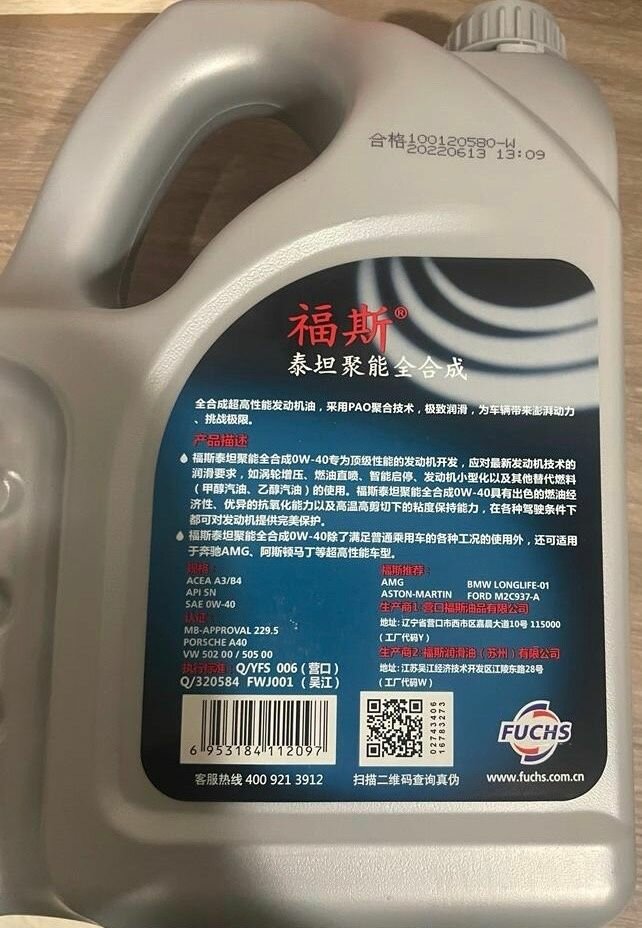 合格100120580-W
20220613 13:09
福斯®
泰坦聚能全合成
全合成超高性能发动机油，采用PAO聚合技术，极致润滑，为车辆带来澎湃动力
、挑战极限。
产品描述
福斯泰坦聚能全合成0W-40专为顶级性能的发动机开发，应对最新发动机技术的
润滑要求，如涡轮增压、燃油直喷、智能启停、发动机小型化以及其他替代燃料
（甲醇汽油、乙醇汽油）的使用。福斯泰坦聚能全合成0W-40具有出色的燃油经
济性、优异的抗氧化能力以及高温高剪切下的粘度保持能力，在各种驾驶条件下
都可对发动机提供完美保护。
福斯泰坦聚能全合成0W-40除了满足普通乘用车的各种工况的使用外，还可适用
于奔驰AMG、阿斯顿马丁等超高性能车型。
规格：
ACEA A3/B4
API SN
SAE 0W-40
认证：
MB-APPROVAL 229.5
PORSCHE A40
VW 502 00 / 505 00
执行标准：Q/YFS 006（营口）
Q/320584 FWJ001（吴江）
福斯推荐：
AMG BMW LONGLIFE-01
ASTON-MARTIN FORD M2C937-A
生产商1：营口福斯油品有限公司
地址：辽宁省营口市西市区嘉晨大道10号 115000
（工厂代码Y）
生产商2：福斯润滑油（苏州）有限公司
地址：江苏吴江经济技术开发区江陵东路28号
（工厂代码W）
6 953184 112097
02743406
16783273
FUCHS
客服热线 400 921 3912
扫描二维码查询真伪
www.fuchs.com.cn